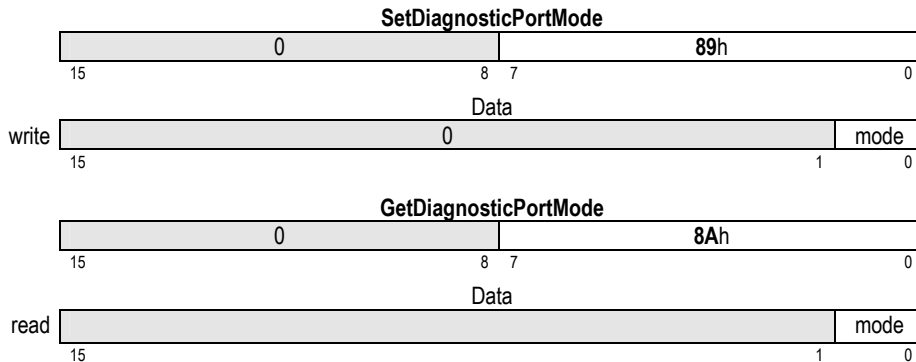 SetDiagnosticPortMode
0 89h
15 8 7 0
Data
write 0 mode
15 1 0
GetDiagnosticPortMode
0 8Ah
15 8 7 0
Data
read mode
15 1 0